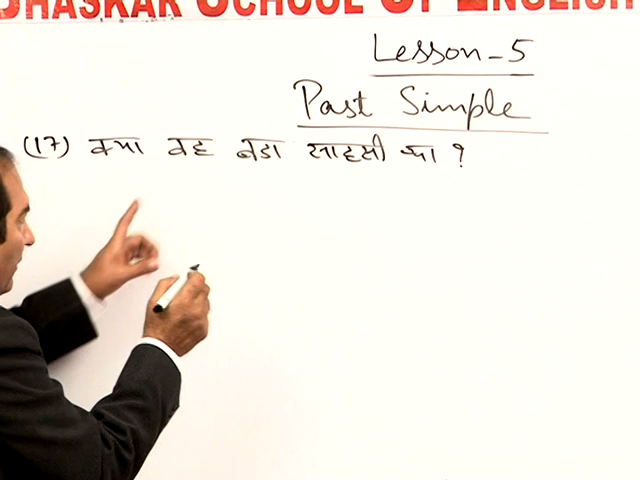 BHASKAR SCHOOL OF ENGLISH
Lesson-5
Past Simple
(17) क्या वह बडा साहसी था ?